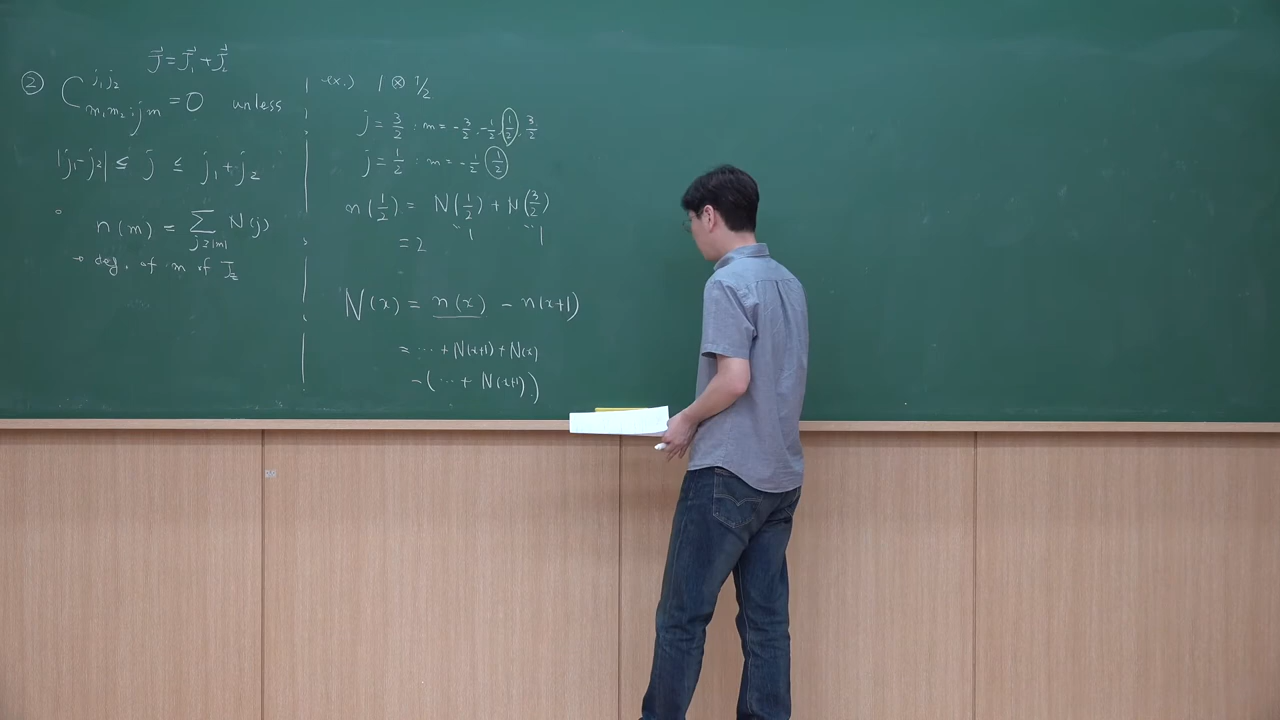 J⃗ = J⃗₁ + J⃗₂
② C^{j₁j₂}_{m₁m₂;jm} = 0 unless
|j₁-j₂| ≤ j ≤ j₁+j₂
n(m) = Σ_{j≥|m|} N(j)
→ deg. of m of J_z
ex.) 1 ⊗ 1/2
j = 3/2 : m = -3/2, -1/2, 1/2, 3/2
j = 1/2 : m = -1/2, 1/2
n(1/2) = N(1/2) + N(3/2)
= 2 1 1
N(x) = n(x) - n(x+1)
= ⋯ + N(x+1) + N(x)
-(⋯ + N(x+1))